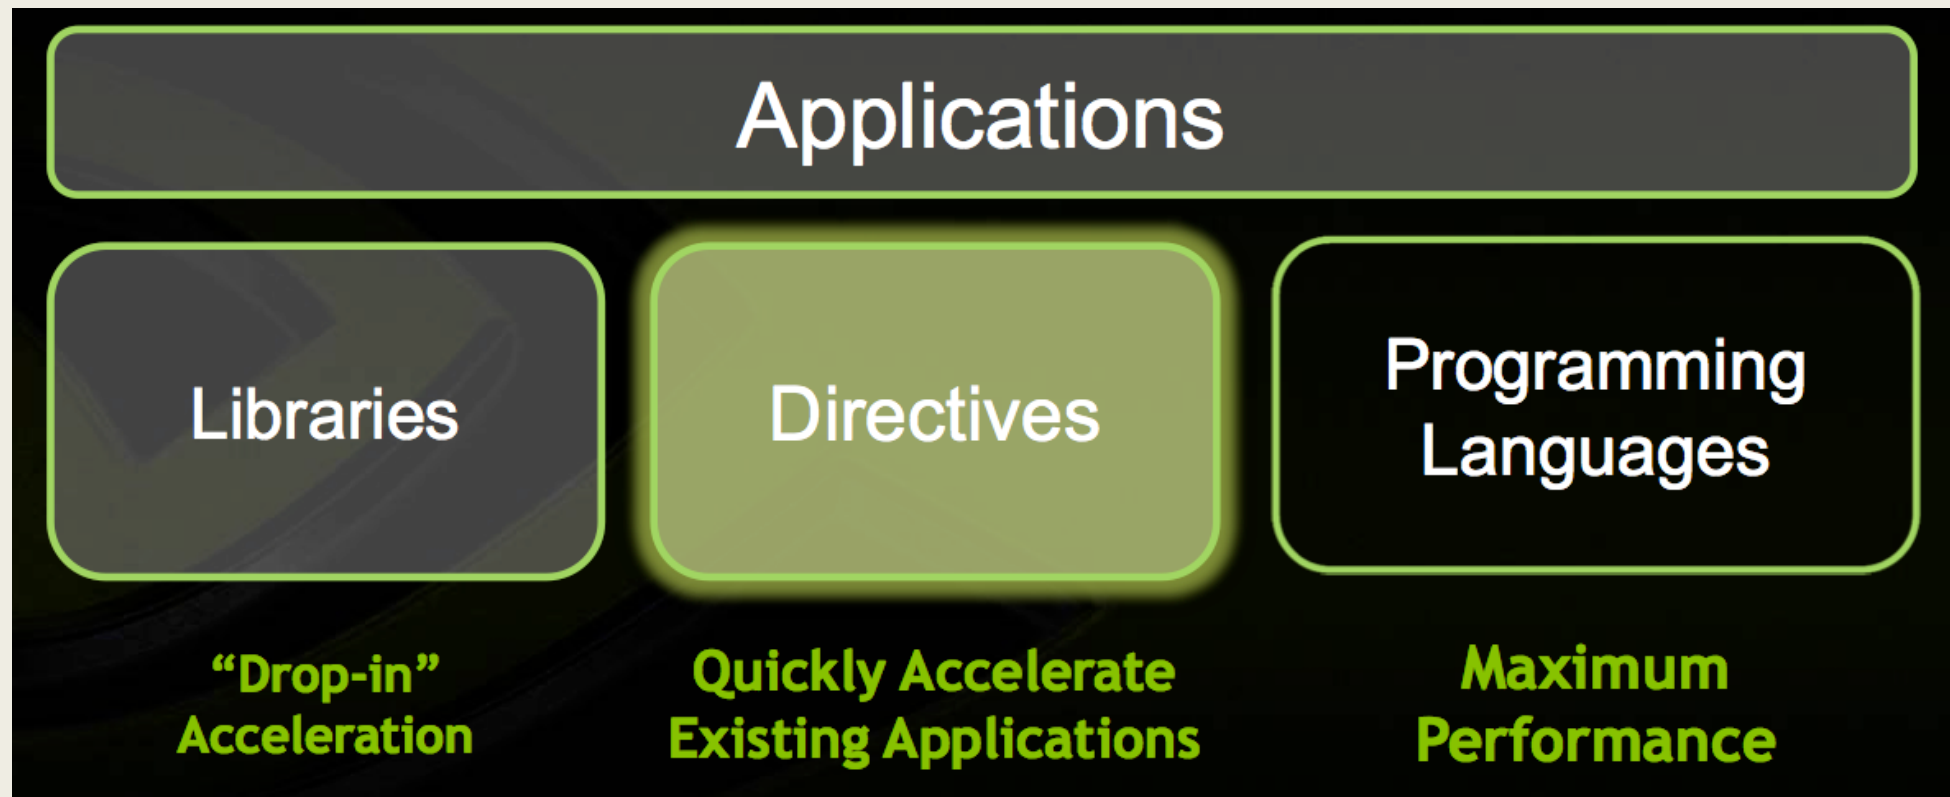 Applications
Libraries
Directives
Programming
Languages
“Drop-in”
Acceleration
Quickly Accelerate
Existing Applications
Maximum
Performance